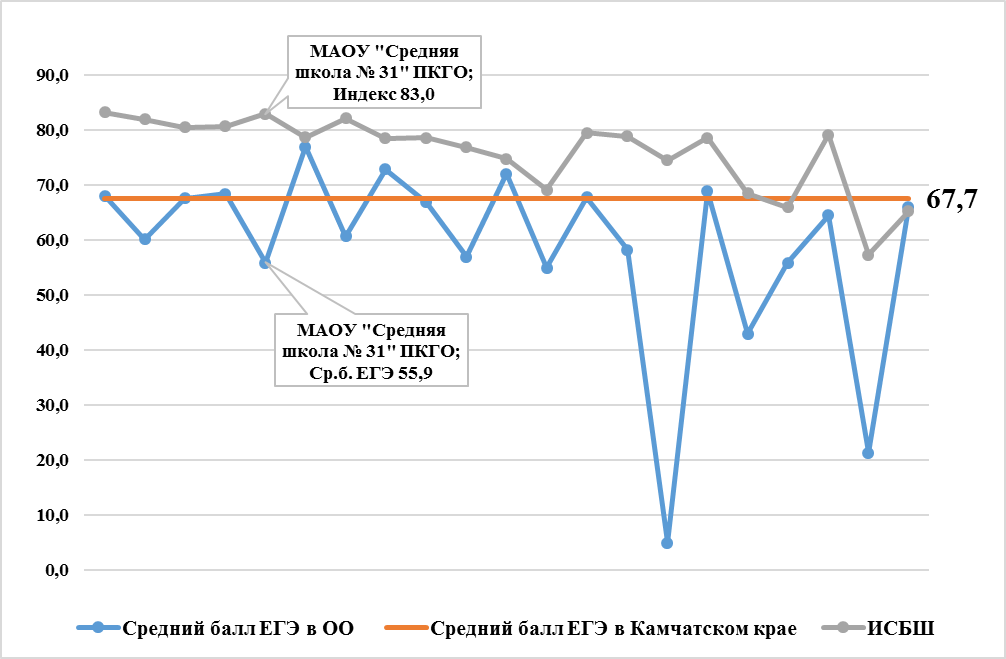 МАОУ "Средняя
школа № 31" ПКГО;
Индекс 83,0
90,0
80,0
70,0
60,0
50,0
40,0
30,0
20,0
10,0
0,0
67,7
МАОУ "Средняя
школа № 31" ПКГО;
Ср.б. ЕГЭ 55,9
Средний балл ЕГЭ в ОО
Средний балл ЕГЭ в Камчатском крае
ИСБШ